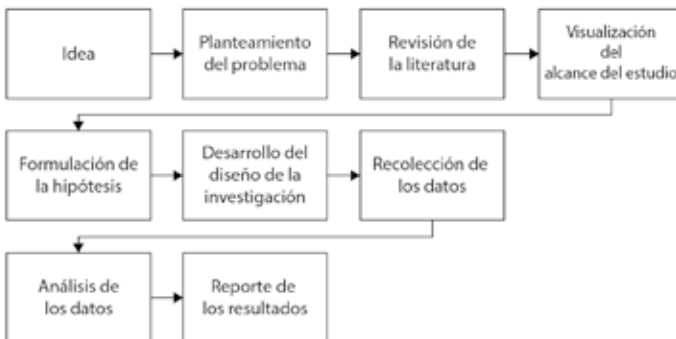 Idea
Planteamiento
del problema
Revisión de
la literatura
Visualización
del
alcance del estudio
Formulación de
la hipótesis
Desarrollo del
diseño de la
investigación
Recolección de
los datos
Análisis de
los datos
Reporte de
los resultados